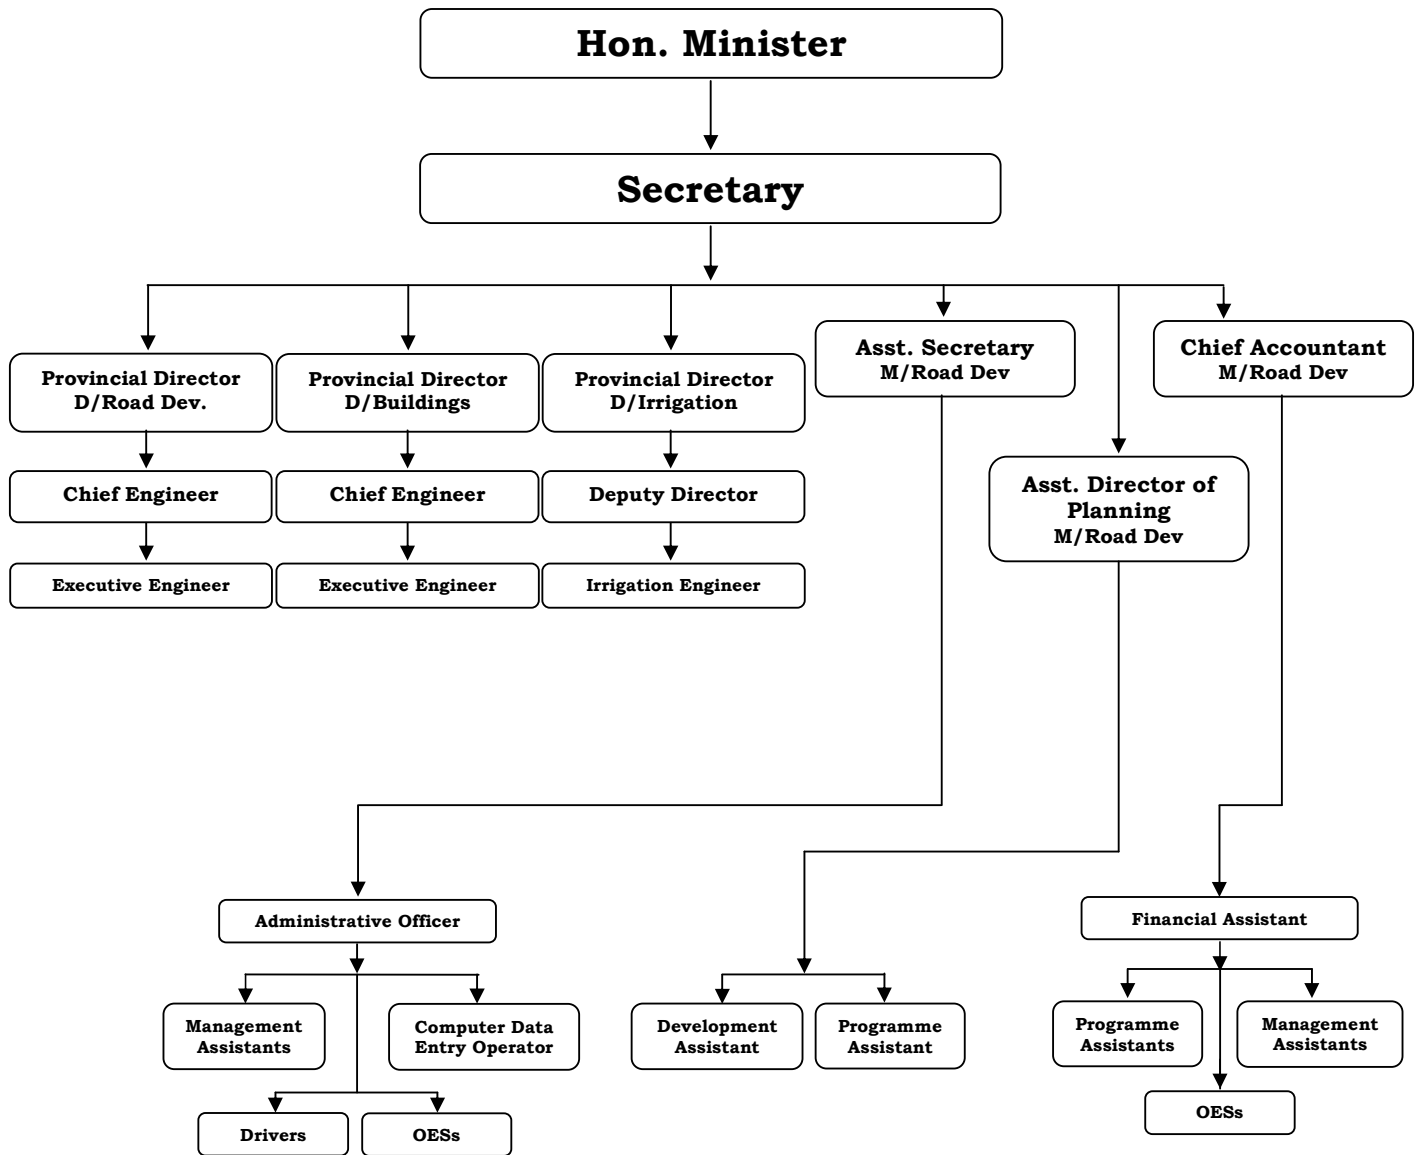 Hon. Minister
Secretary
Asst. Secretary
M/Road Dev
Chief Accountant
M/Road Dev
Provincial Director
D/Road Dev.
Provincial Director
D/Buildings
Provincial Director
D/Irrigation
Chief Engineer
Chief Engineer
Deputy Director
Asst. Director of
Planning
M/Road Dev
Executive Engineer
Executive Engineer
Irrigation Engineer
Administrative Officer
Financial Assistant
Management
Assistants
Computer Data
Entry Operator
Development
Assistant
Programme
Assistant
Programme
Assistants
Management
Assistants
Drivers
OESs
OESs